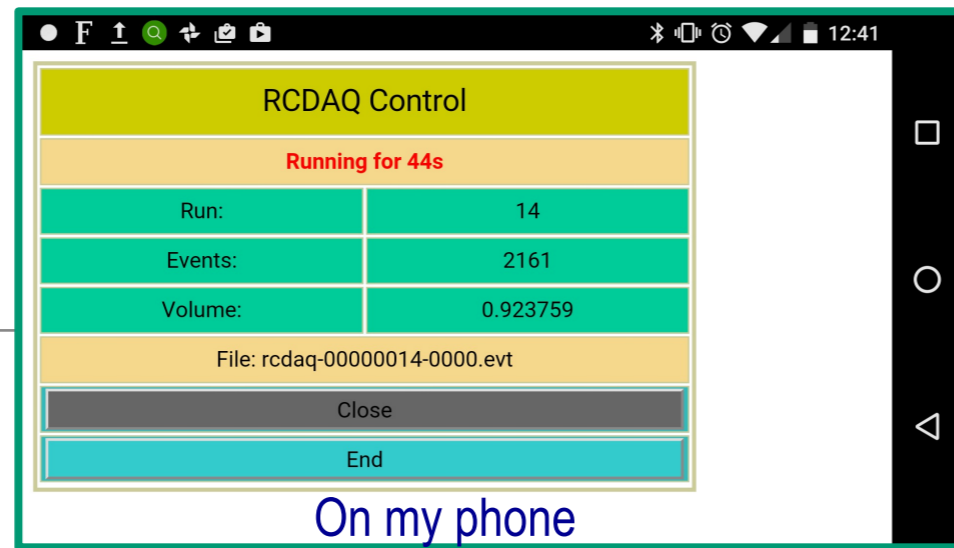 F 12:41
RCDAQ Control
Running for 44s
Run: 14
Events: 2161
Volume: 0.923759
File: rcdaq-00000014-0000.evt
Close
End
On my phone